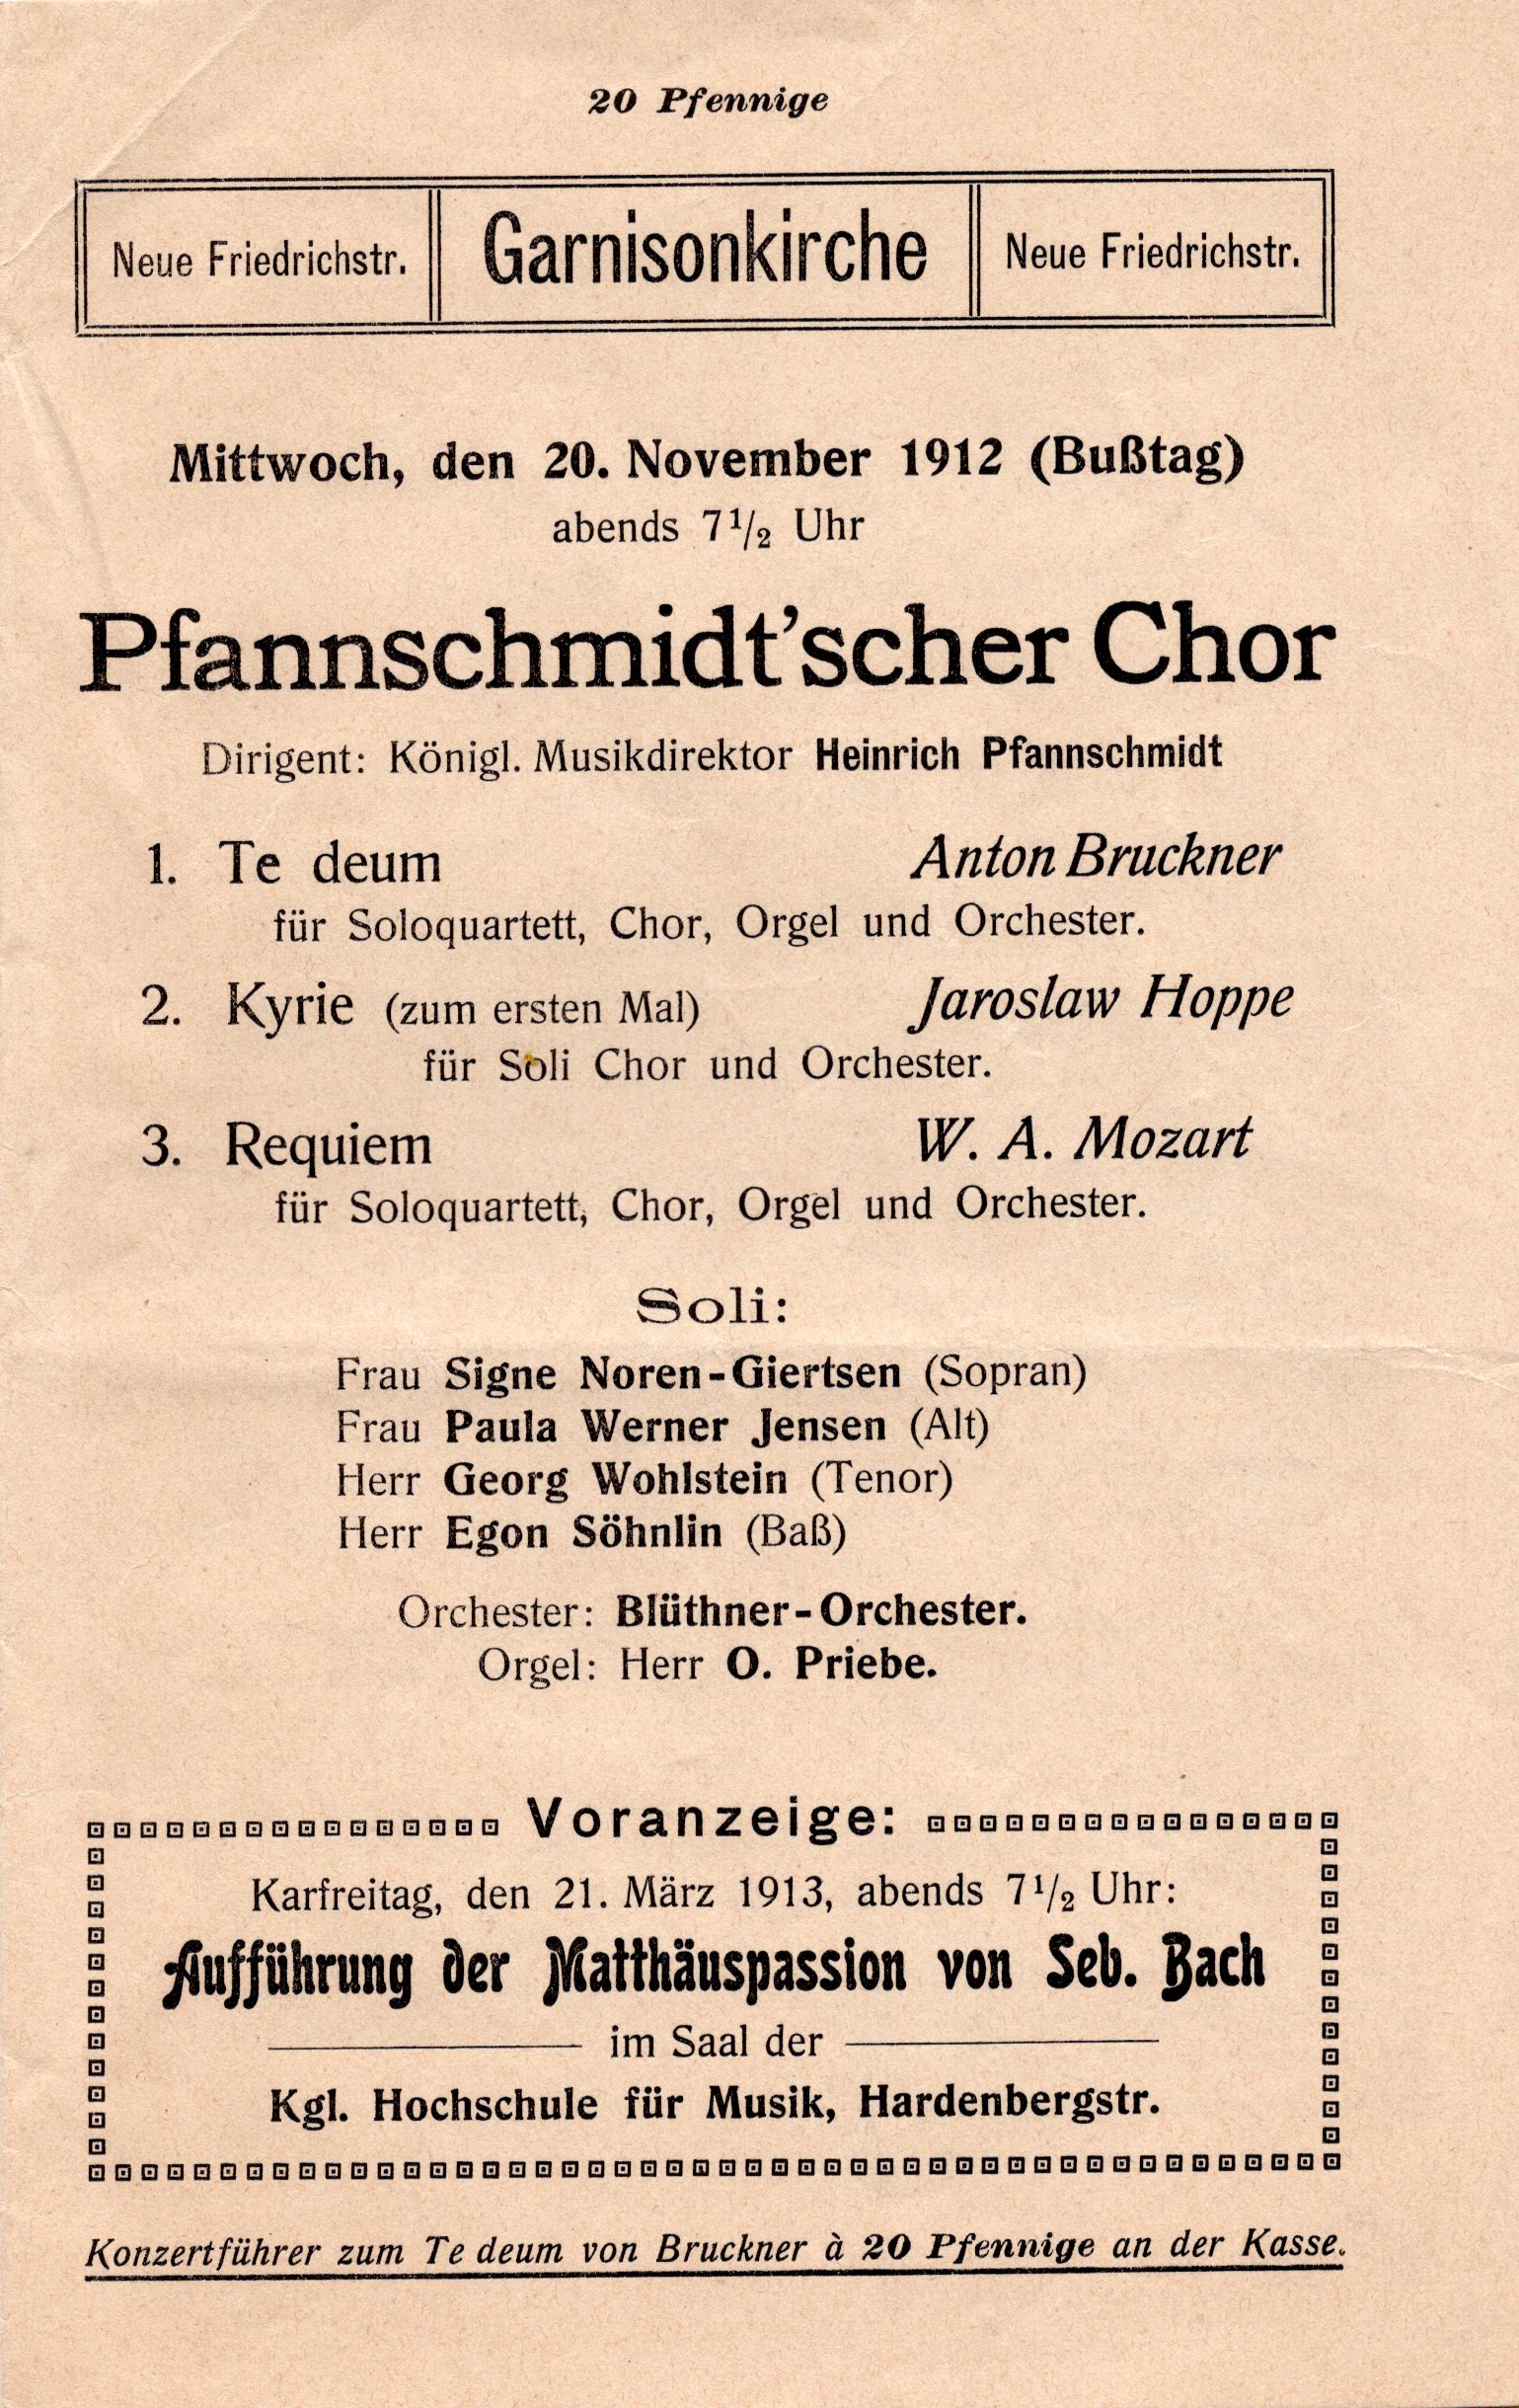 20 Pfennige
Neue Friedrichstr. Garnisonkirche Neue Friedrichstr.
Mittwoch, den 20. November 1912 (Bußtag)
abends 7 1/2 Uhr
Pfannschmidt'scher Chor
Dirigent: Königl. Musikdirektor Heinrich Pfannschmidt
1. Te deum Anton Bruckner
für Soloquartett, Chor, Orgel und Orchester.
2. Kyrie (zum ersten Mal) Jaroslaw Hoppe
für Soli Chor und Orchester.
3. Requiem W. A. Mozart
für Soloquartett, Chor, Orgel und Orchester.
Soli:
Frau Signe Noren-Giertsen (Sopran)
Frau Paula Werner Jensen (Alt)
Herr Georg Wohlstein (Tenor)
Herr Egon Söhnlin (Baß)
Orchester: Blüthner-Orchester.
Orgel: Herr O. Priebe.
Voranzeige:
Karfreitag, den 21. März 1913, abends 7 1/2 Uhr:
Aufführung der Matthäuspassion von Seb. Bach
im Saal der
Kgl. Hochschule für Musik, Hardenbergstr.
Konzertführer zum Te deum von Bruckner à 20 Pfennige an der Kasse.